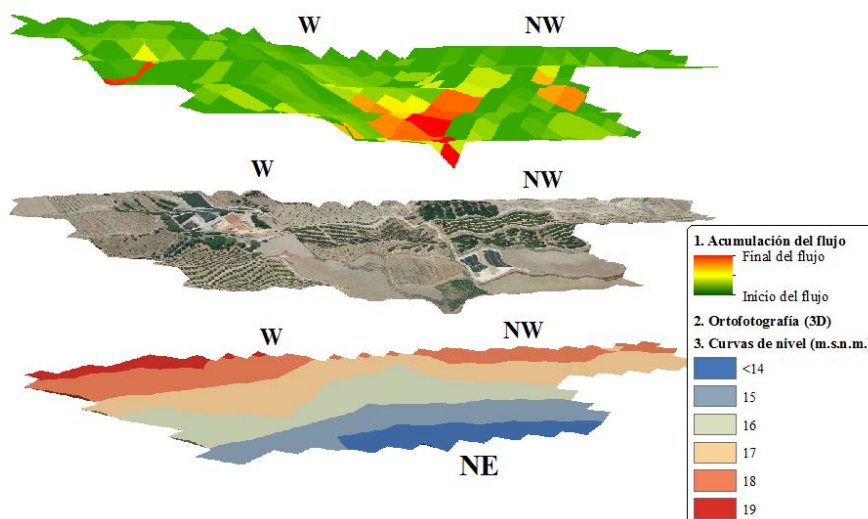 W NW
W NW
W NW
NE
1. Acumulación del flujo
Final del flujo
Inicio del flujo
2. Ortofotografía (3D)
3. Curvas de nivel (m.s.n.m.)
<14
15
16
17
18
19